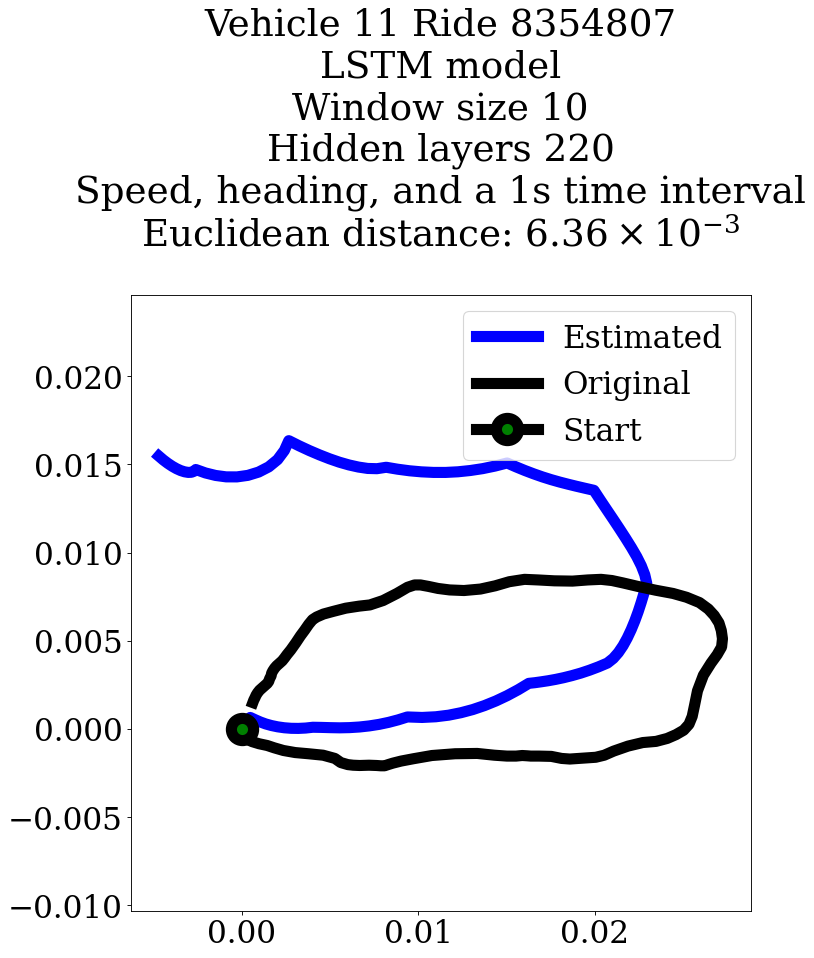 Vehicle 11 Ride 8354807
LSTM model
Window size 10
Hidden layers 220
Speed, heading, and a 1s time interval
Euclidean distance: 6.36 × 10⁻³
Estimated
Original
Start
0.020
0.015
0.010
0.005
0.000
−0.005
−0.010
0.00 0.01 0.02